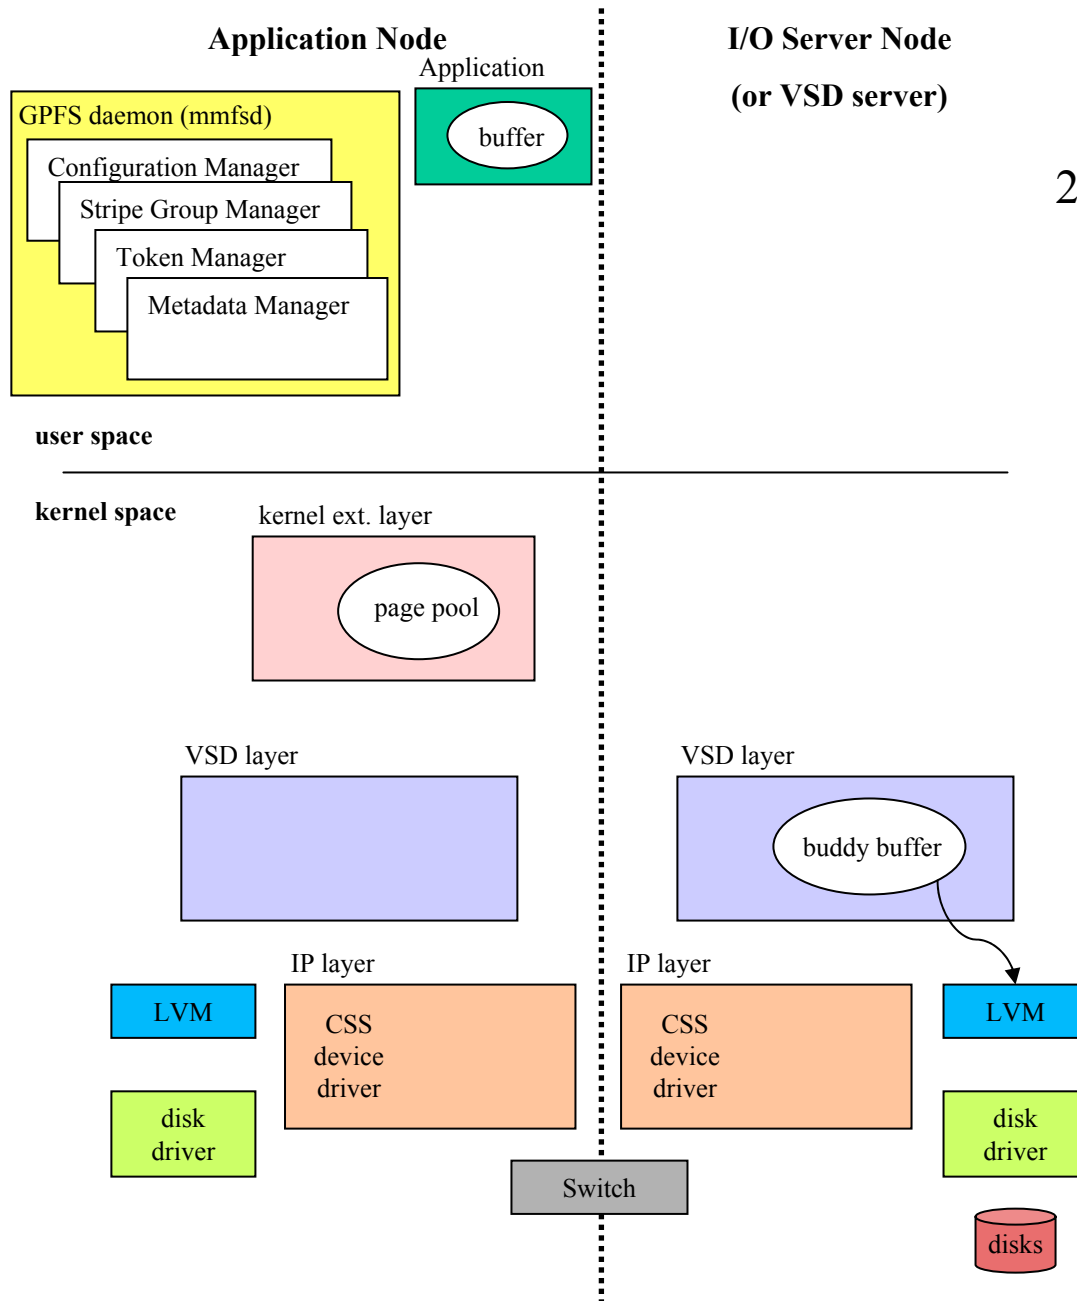 Application Node
I/O Server Node
(or VSD server)
Application
buffer
2
GPFS daemon (mmfsd)
Configuration Manager
Stripe Group Manager
Token Manager
Metadata Manager
user space
kernel space
kernel ext. layer
page pool
VSD layer
VSD layer
buddy buffer
IP layer
IP layer
LVM
CSS
device
driver
CSS
device
driver
LVM
disk
driver
disk
driver
Switch
disks